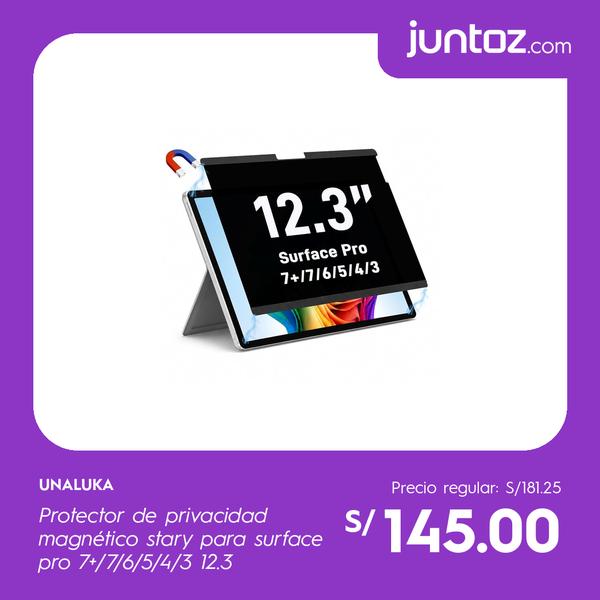 juntoz.com
12.3"
Surface Pro
7+/7/6/5/4/3
UNALUKA
Protector de privacidad
magnético stary para surface
pro 7+/7/6/5/4/3 12.3
Precio regular: S/181.25
S/145.00